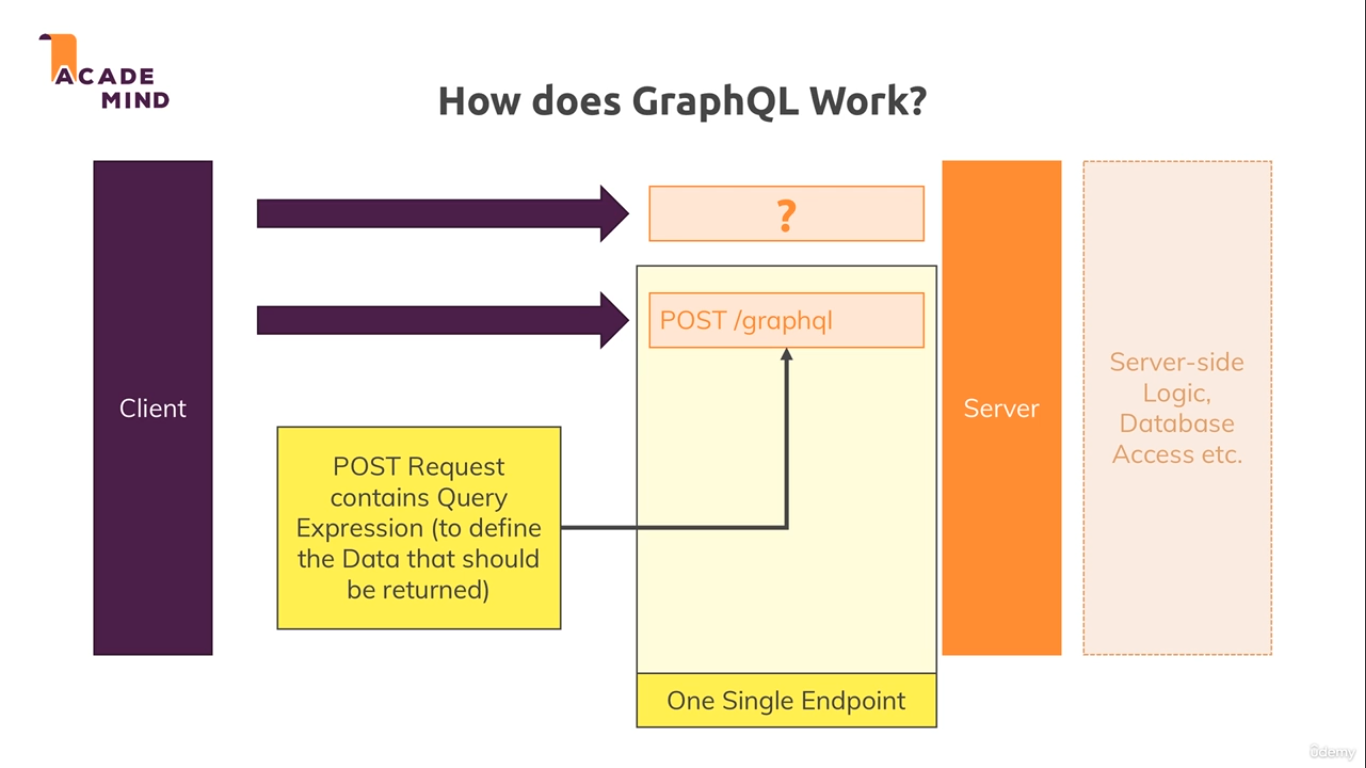 ACADE
MIND
How does GraphQL Work?
?
POST /graphql
Client
POST Request
contains Query
Expression (to define
the Data that should
be returned)
One Single Endpoint
Server
Server-side
Logic,
Database
Access etc.
ûdemy